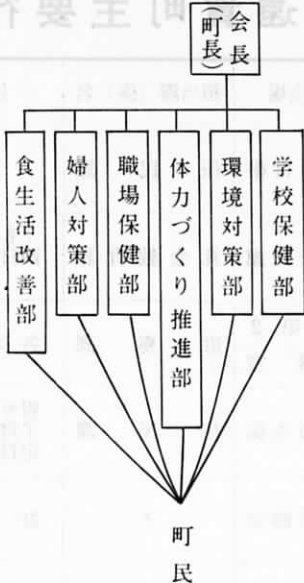 会長
（町長）
学校保健部
環境対策部
体力づくり推進部
職場保健部
婦人対策部
食生活改善部
町民